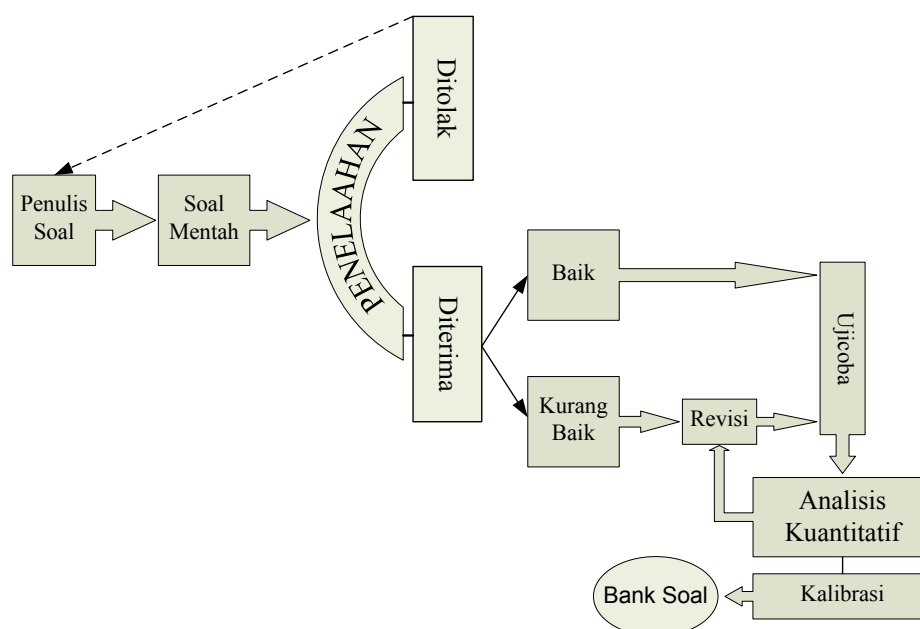 Penulis
Soal
Soal
Mentah
PENELAAHAN
Ditolak
Diterima
Baik
Kurang
Baik
Revisi
Ujicoba
Analisis
Kuantitatif
Kalibrasi
Bank Soal